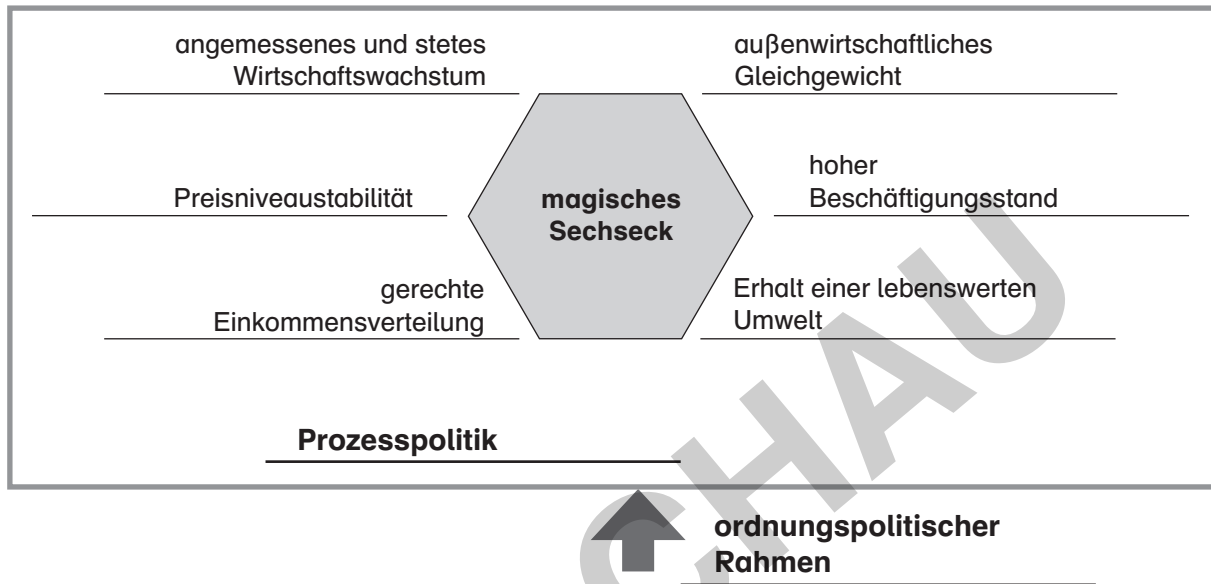 angemessenes und stetes
Wirtschaftswachstum
außenwirtschaftliches
Gleichgewicht
Preisniveaustabilität
magisches
Sechseck
hoher
Beschäftigungsstand
gerechte
Einkommensverteilung
Erhalt einer lebenswerten
Umwelt
Prozesspolitik
ordnungspolitischer
Rahmen
CHAU